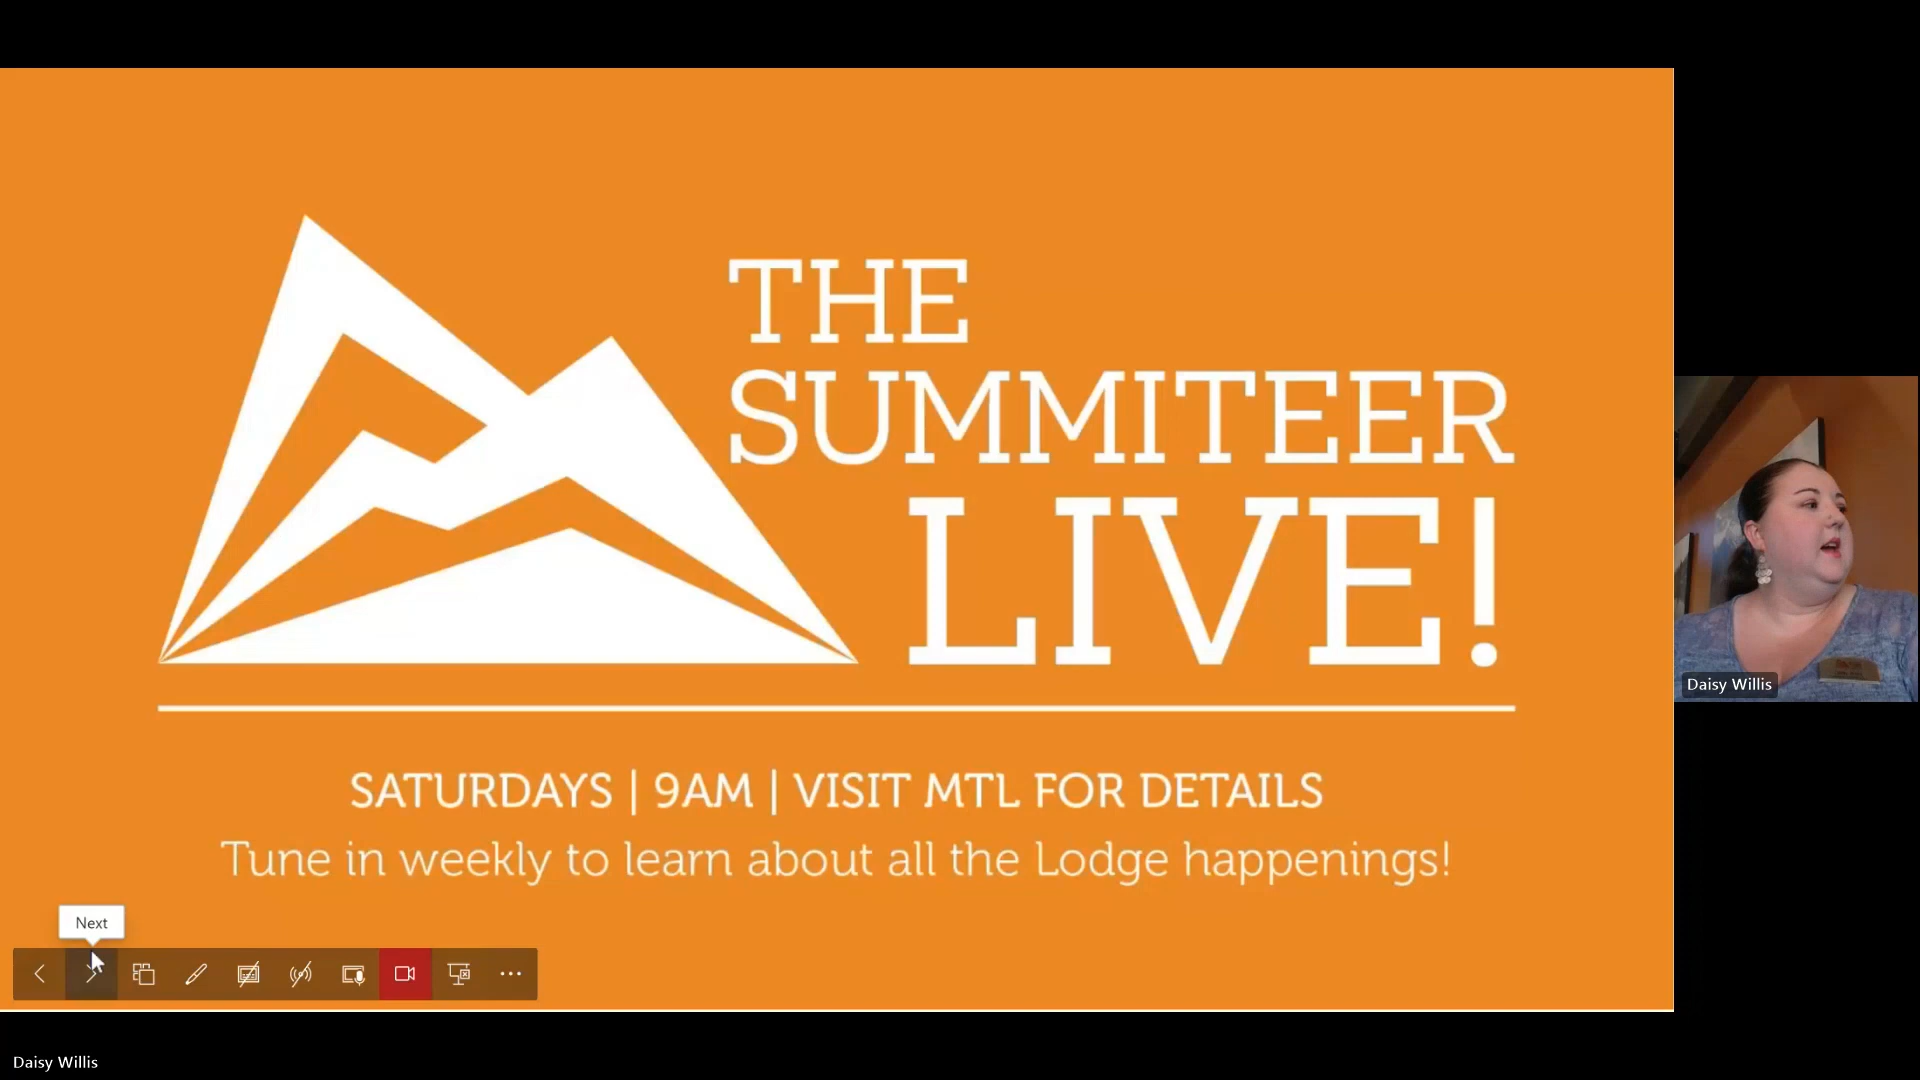 THE
SUMMITEER
LIVE!
SATURDAYS | 9AM | VISIT MTL FOR DETAILS
Tune in weekly to learn about all the Lodge happenings!
Next
Daisy Willis
Daisy Willis